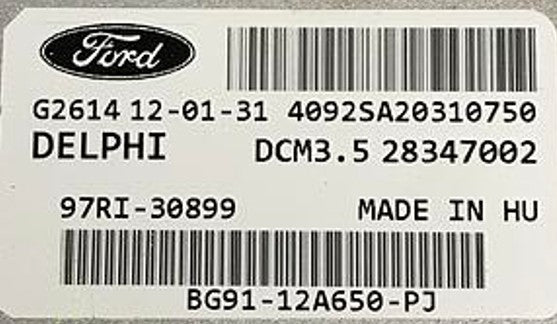 Ford
G2614 12-01-31 4092SA20310750
DELPHI DCM3.5 28347002
97RI-30899 MADE IN HU
BG91-12A650-PJ